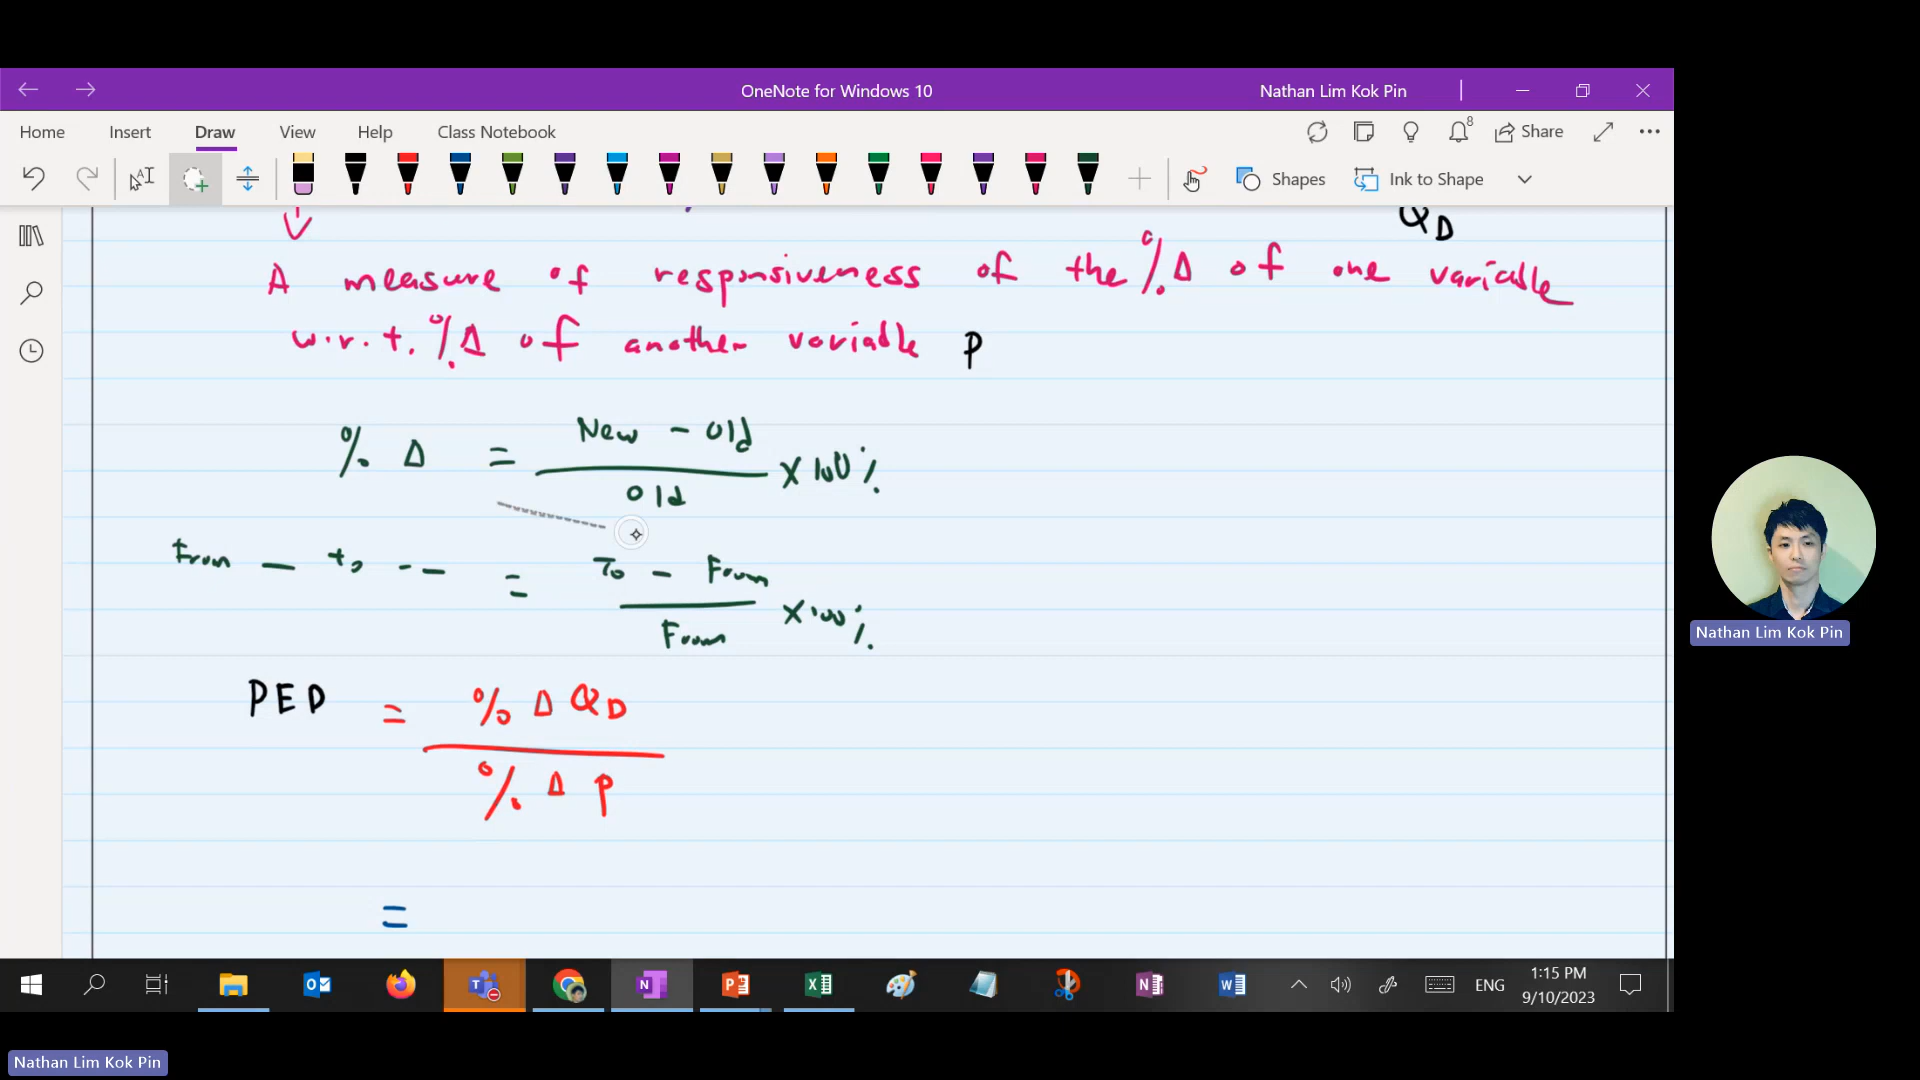 OneNote for Windows 10
Nathan Lim Kok Pin
Home Insert Draw View Help Class Notebook
8
Share
Shapes Ink to Shape
Q_D
A measure of responsiveness of the % Δ of one variable
w.r.t. % Δ of another variable P
% Δ = New - Old
Old
× 100 %
From — to -- = To - From
From
× 100 %
PED = % Δ Q_D
% Δ P
=
Nathan Lim Kok Pin
ENG
1:15 PM
9/10/2023
Nathan Lim Kok Pin